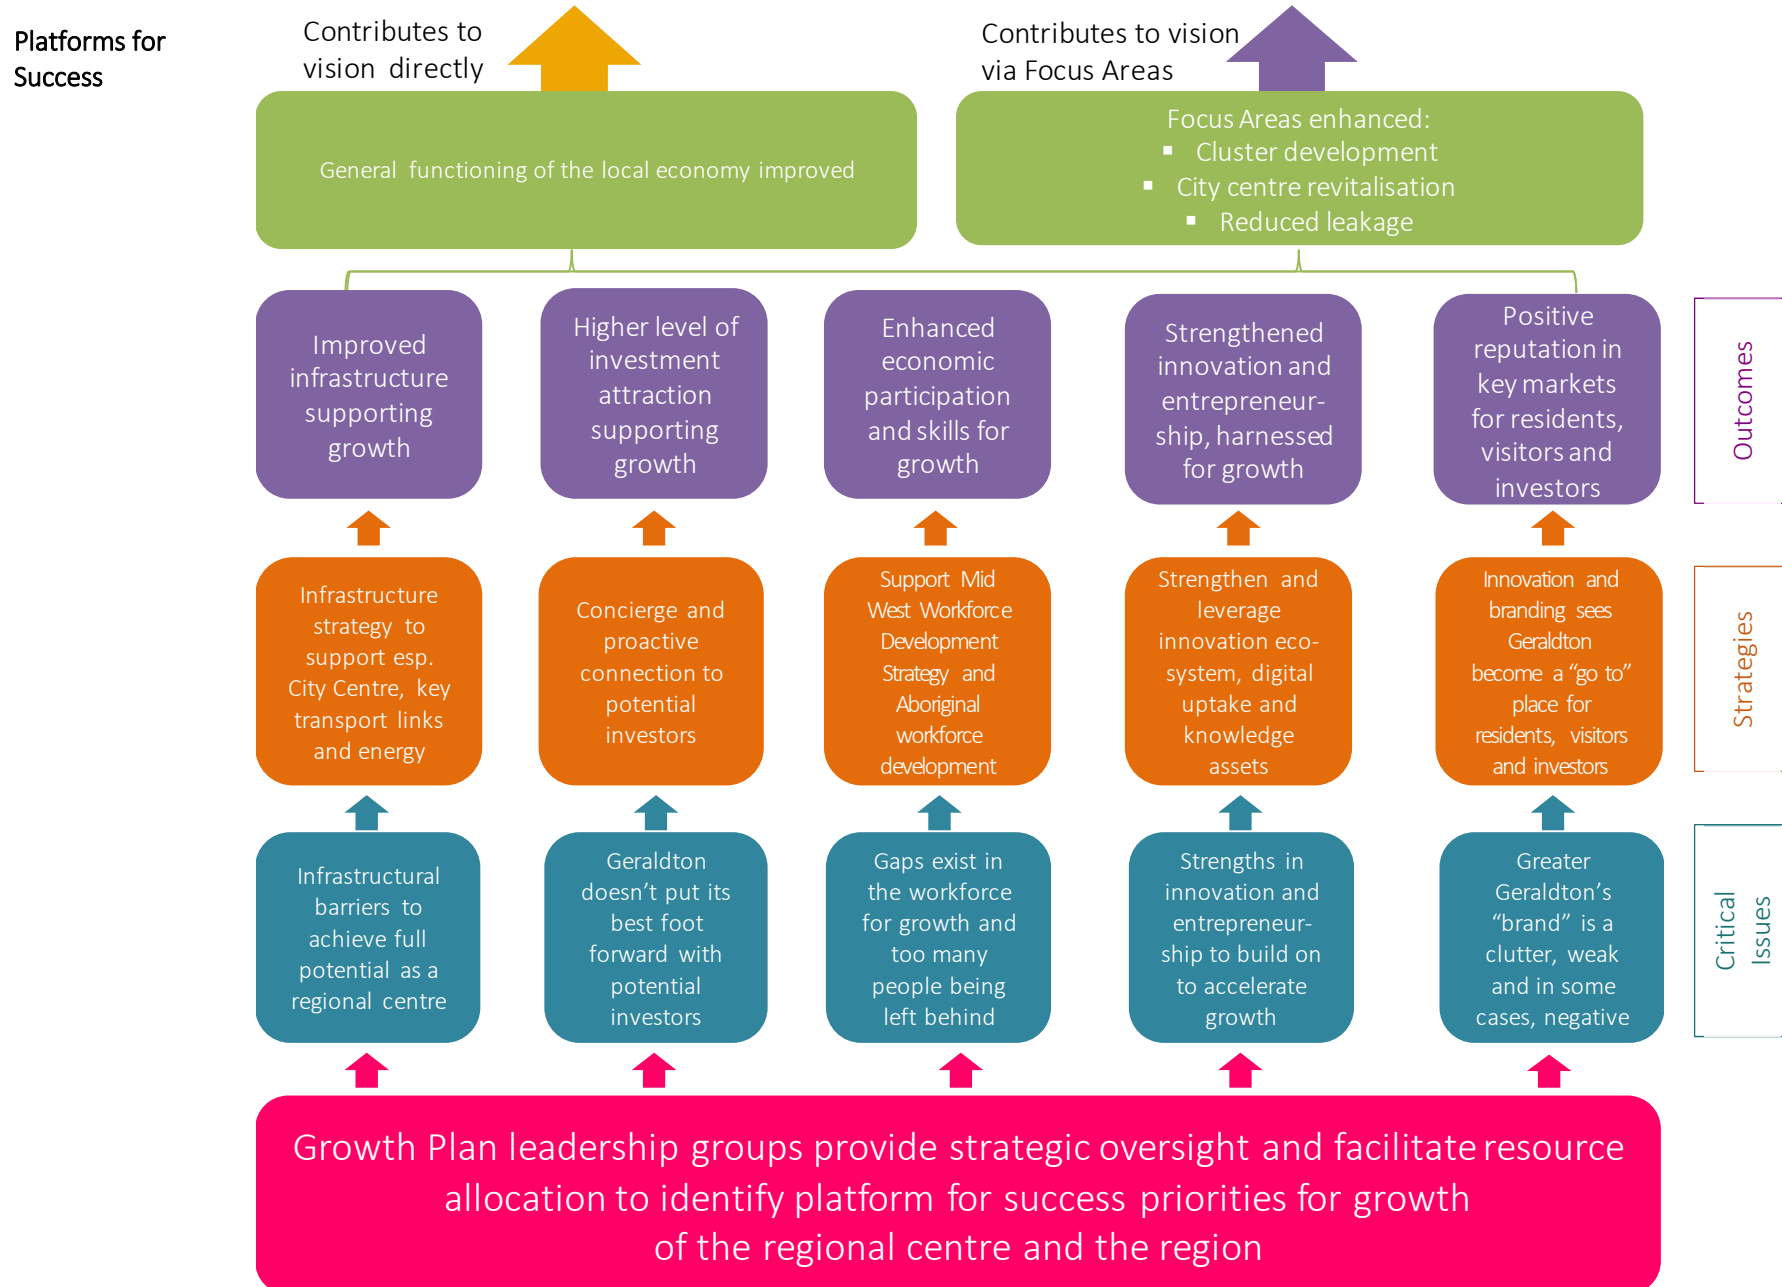 Platforms for
Success
Contributes to
vision directly
Contributes to vision
via Focus Areas
General functioning of the local economy improved
Focus Areas enhanced:
▪ Cluster development
▪ City centre revitalisation
▪ Reduced leakage
Improved
infrastructure
supporting
growth
Higher level of
investment
attraction
supporting
growth
Enhanced
economic
participation
and skills for
growth
Strengthened
innovation and
entrepreneur-
ship, harnessed
for growth
Positive
reputation in
key markets
for residents,
visitors and
investors
Outcomes
Infrastructure
strategy to
support esp.
City Centre, key
transport links
and energy
Concierge and
proactive
connection to
potential
investors
Support Mid
West Workforce
Development
Strategy and
Aboriginal
workforce
development
Strengthen and
leverage
innovation eco-
system, digital
uptake and
knowledge
assets
Innovation and
branding sees
Geraldton
become a “go to”
place for
residents, visitors
and investors
Strategies
Infrastructural
barriers to
achieve full
potential as a
regional centre
Geraldton
doesn’t put its
best foot
forward with
potential
investors
Gaps exist in
the workforce
for growth and
too many
people being
left behind
Strengths in
innovation and
entrepreneur-
ship to build on
to accelerate
growth
Greater
Geraldton’s
“brand” is a
clutter, weak
and in some
cases, negative
Critical
Issues
Growth Plan leadership groups provide strategic oversight and facilitate resource
allocation to identify platform for success priorities for growth
of the regional centre and the region